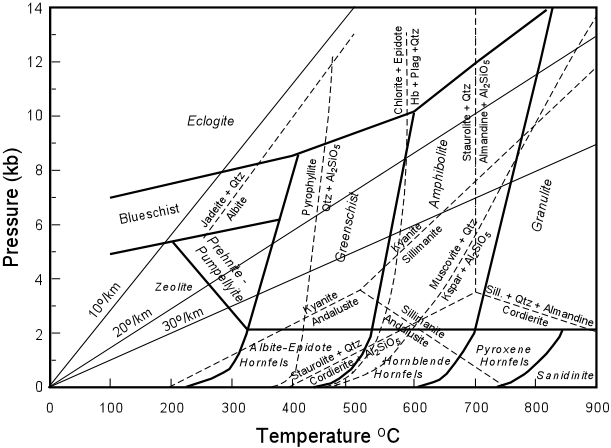 14
12
10
8
6
4
2
0
Pressure (kb)
Eclogite
Blueschist
Jadeite + Qtz
Albite
Prehnite -
Pumpellyite
Zeolite
10°/km
20°/km
30°/km
Pyrophyllite
Qtz + Al2SiO5
Greenschist
Chlorite + Epidote
Hb + Plag +Qtz
Amphibolite
Staurolite + Qtz
Almandine + Al2SiO5
Granulite
Kyanite
Sillimanite
Muscovite + Qtz
Kspar + Al2SiO5
Kyanite
Andalusite
Sillimanite
Andalusite
Sill. + Qtz + Almandine
Cordierite
Albite-Epidote
Hornfels
Staurolite + Qtz
Cordierite + Al2SiO5
Hornblende
Hornfels
Pyroxene
Hornfels
Sanidinite
0 100 200 300 400 500 600 700 800 900
Temperature °C